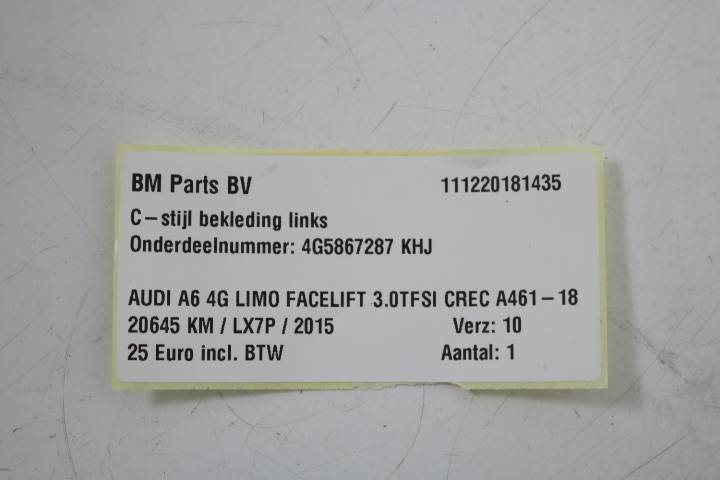 BM Parts BV 111220181435
C-stijl bekleding links
Onderdeelnummer: 4G5867287 KHJ
AUDI A6 4G LIMO FACELIFT 3.0TFSI CREC A461-18
20645 KM / LX7P / 2015 Verz: 10
25 Euro incl. BTW Aantal: 1